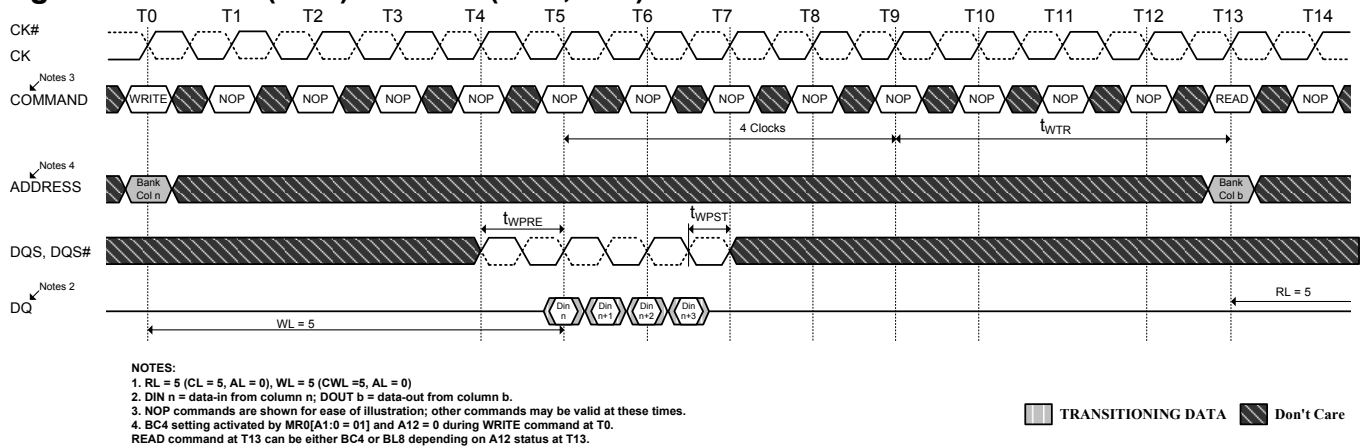 T0 T1 T2 T3 T4 T5 T6 T7 T8 T9 T10 T11 T12 T13 T14
CK#
CK
Notes 3
COMMAND
WRITE NOP NOP NOP NOP NOP NOP NOP NOP NOP NOP NOP NOP READ NOP
4 Clocks
tWTR
Notes 4
ADDRESS
Bank Col n
Bank Col b
tWPRE
tWPST
DQS, DQS#
Notes 2
DQ
Din n
Din n+1
Din n+2
Din n+3
RL = 5
WL = 5
NOTES:
1. RL = 5 (CL = 5, AL = 0), WL = 5 (CWL =5, AL = 0)
2. DIN n = data-in from column n; DOUT b = data-out from column b.
3. NOP commands are shown for ease of illustration; other commands may be valid at these times.
4. BC4 setting activated by MR0[A1:0 = 01] and A12 = 0 during WRITE command at T0.
READ command at T13 can be either BC4 or BL8 depending on A12 status at T13.
TRANSITIONING DATA
Don't Care